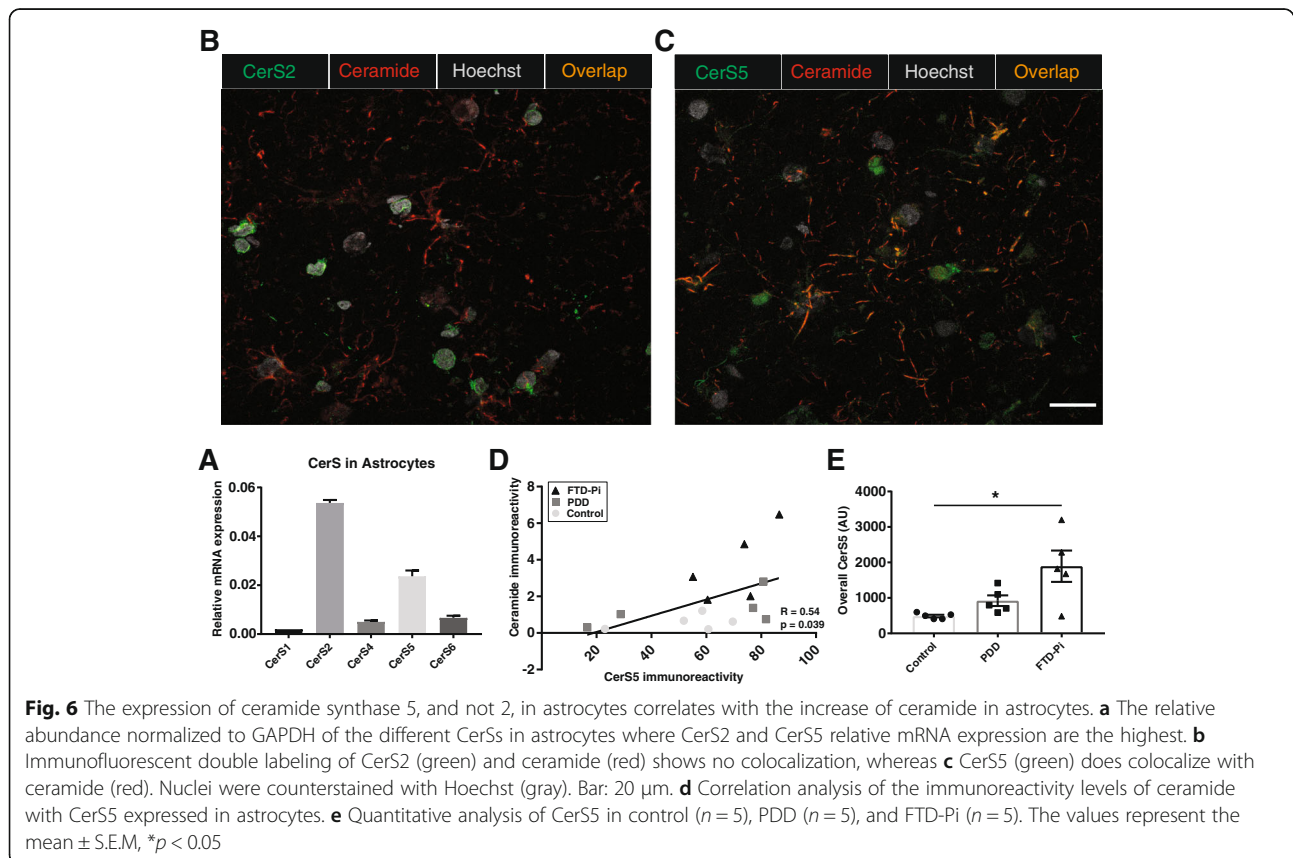 B
CerS2 Ceramide Hoechst Overlap
C
CerS5 Ceramide Hoechst Overlap
A
CerS in Astrocytes
Relative mRNA expression
0.06
0.04
0.02
0.00
CerS1 CerS2 CerS4 CerS5 CerS6
D
Ceramide immunoreactivity
8
6
4
2
0
-2
FTD-Pi
PDD
Control
R = 0.54
p = 0.039
20 40 60 80 100
CerS5 immunoreactivity
E
Overall CerS5 (AU)
4000
3000
2000
1000
0
*
Control PDD FTD-Pi
Fig. 6 The expression of ceramide synthase 5, and not 2, in astrocytes correlates with the increase of ceramide in astrocytes. a The relative
abundance normalized to GAPDH of the different CerSs in astrocytes where CerS2 and CerS5 relative mRNA expression are the highest. b
Immunofluorescent double labeling of CerS2 (green) and ceramide (red) shows no colocalization, whereas c CerS5 (green) does colocalize with
ceramide (red). Nuclei were counterstained with Hoechst (gray). Bar: 20 μm. d Correlation analysis of the immunoreactivity levels of ceramide
with CerS5 expressed in astrocytes. e Quantitative analysis of CerS5 in control (n = 5), PDD (n = 5), and FTD-Pi (n = 5). The values represent the
mean ± S.E.M, *p < 0.05